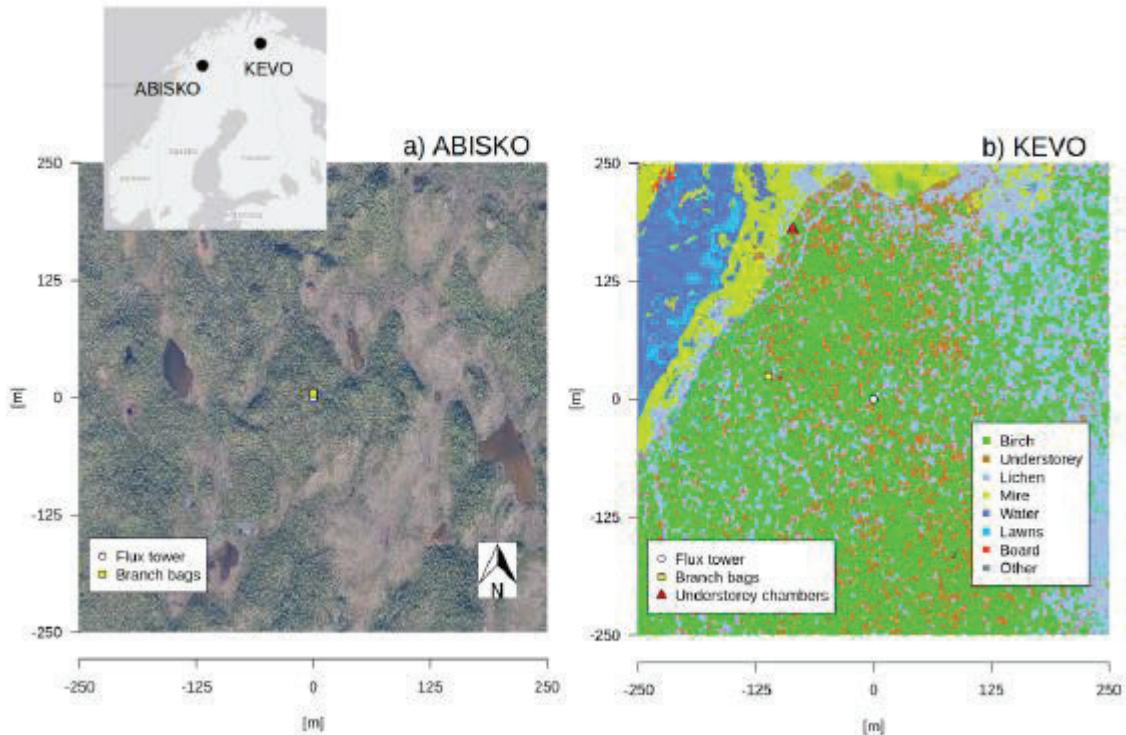 KEVO
ABISKO
a) ABISKO
b) KEVO
250
125
0
-125
-250
[m]
Flux tower
Branch bags
N
-250
-125
0
125
250
[m]
250
125
0
-125
-250
[m]
Birch
Understorey
Lichen
Mire
Water
Lawns
Board
Other
Flux tower
Branch bags
Understorey chambers
-250
-125
0
125
250
[m]